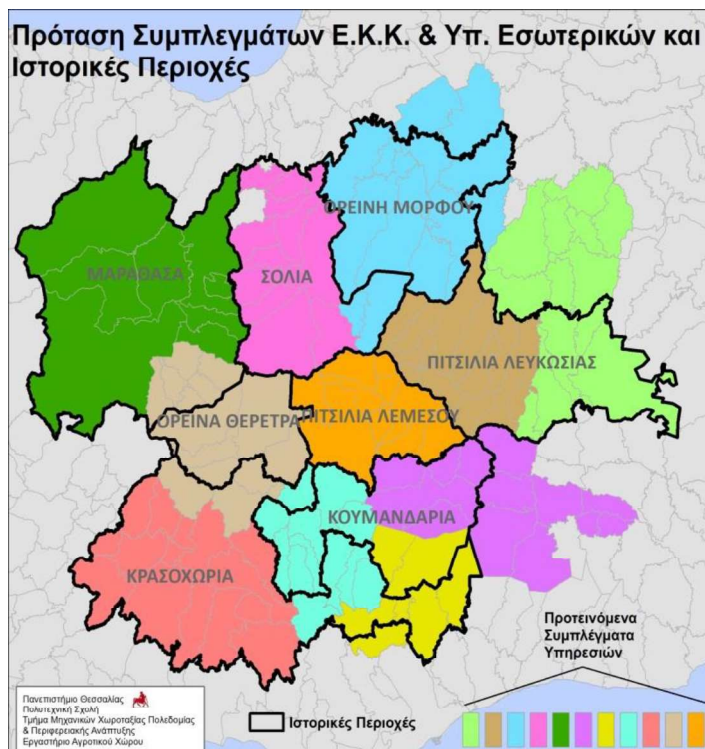 Πρόταση Συμπλεγμάτων Ε.Κ.Κ. & Υπ. Εσωτερικών και
Ιστορικές Περιοχές
ΟΡΕΙΝΗ ΜΟΡΦΟΥ
ΜΑΡΑΘΑΣΑ
ΣΟΛΙΑ
ΠΙΤΣΙΛΙΑ ΛΕΥΚΩΣΙΑΣ
ΟΡΕΙΝΑ ΘΕΡΕΤΡΑ
ΠΙΤΣΙΛΙΑ ΛΕΜΕΣΟΥ
ΚΟΥΜΑΝΔΑΡΙΑ
ΚΡΑΣΟΧΩΡΙΑ
Προτεινόμενα
Συμπλέγματα
Υπηρεσιών
Πανεπιστήμιο Θεσσαλίας
Πολυτεχνική Σχολή
Τμήμα Μηχανικών Χωροταξίας Πολεδομίας
& Περιφερειακής Ανάπτυξης
Εργαστήριο Αγροτικού Χώρου
Ιστορικές Περιοχές